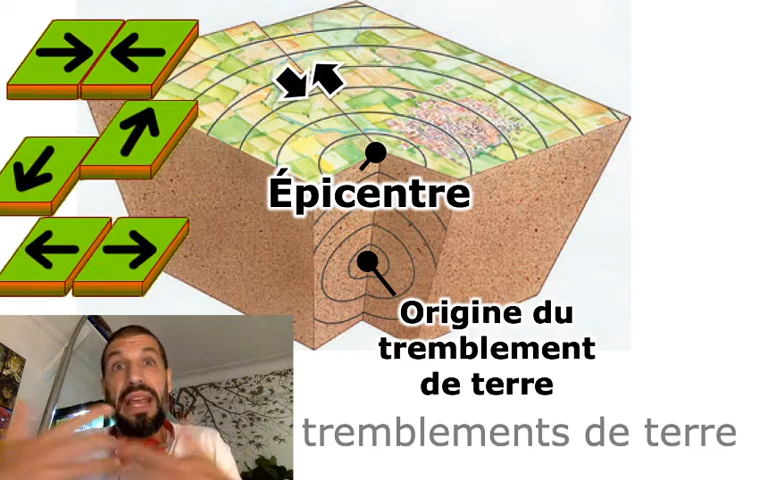 Épicentre
Origine du
tremblement
de terre
tremblements de terre